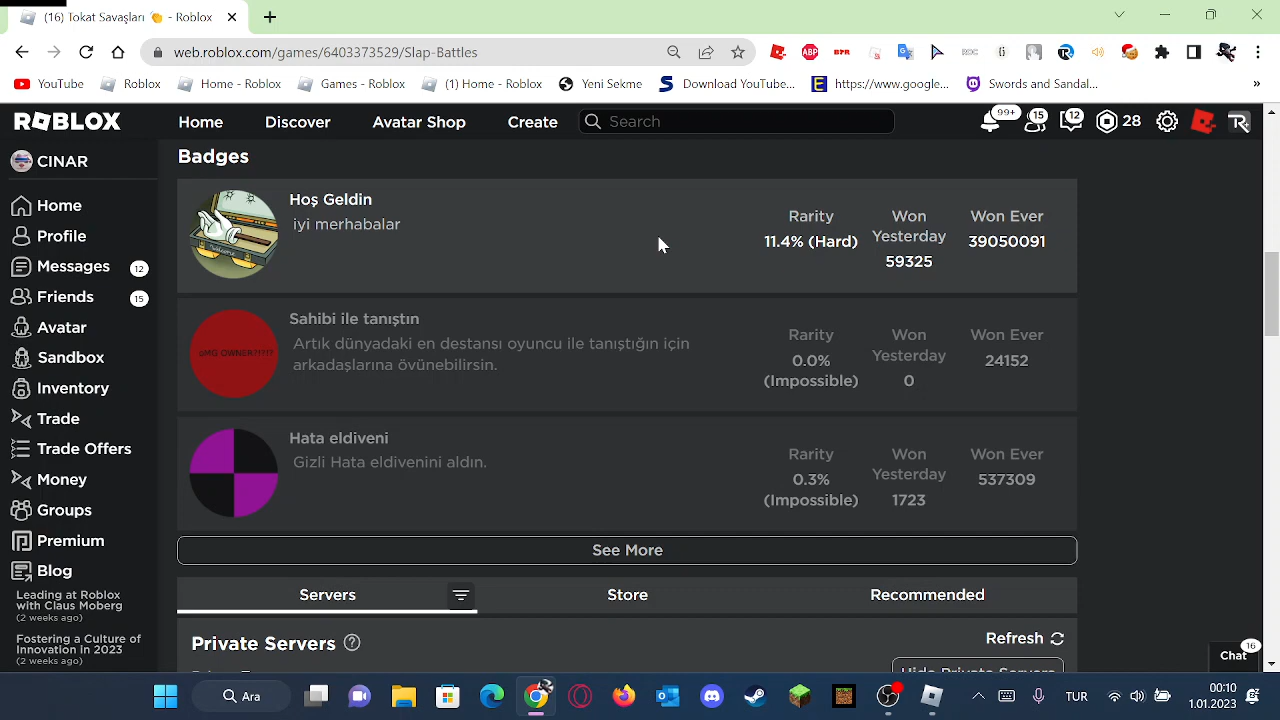 (16) Tokat Savaşları 👏 - Roblox
web.roblox.com/games/6403373529/Slap-Battles
YouTube
Roblox
Home - Roblox
Games - Roblox
(1) Home - Roblox
Yeni Sekme
Download YouTube...
https://www.google...
Swords and Sandal...
»
ROBLOX
Home
Discover
Avatar Shop
Create
Search
99+
15
12
28
CINAR
Home
Profile
Messages 12
Friends 15
Avatar
Sandbox
Inventory
Trade
Trade Offers
Money
Groups
Premium
Blog
Leading at Roblox
with Claus Moberg
(2 weeks ago)
Fostering a Culture of
Innovation in 2023
(2 weeks ago)
Badges
Hoş Geldin
iyi merhabalar
Rarity
11.4% (Hard)
Won
Yesterday
59325
Won Ever
39050091
oMG OWNER?!?!?
Sahibi ile tanıştın
Artık dünyadaki en destansı oyuncu ile tanıştığın için
arkadaşlarına övünebilirsin.
Rarity
0.0%
(Impossible)
Won
Yesterday
0
Won Ever
24152
Hata eldiveni
Gizli Hata eldivenini aldın.
Rarity
0.3%
(Impossible)
Won
Yesterday
1723
Won Ever
537309
See More
Servers
Store
Recommended
Private Servers ?
Refresh
Hide Private Servers
Chat 16
Ara
TUR
00:10
1.01.2023